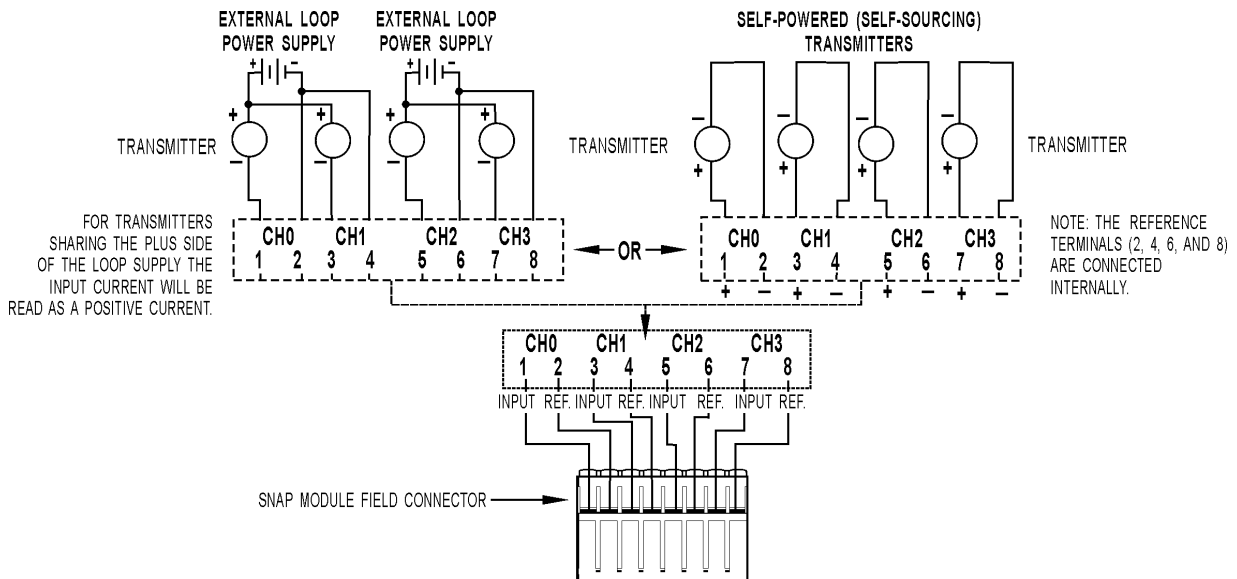 EXTERNAL LOOP
POWER SUPPLY
EXTERNAL LOOP
POWER SUPPLY
SELF-POWERED (SELF-SOURCING)
TRANSMITTERS
+ –
+ –
+ + + +
– – – –
TRANSMITTER
TRANSMITTER
– – – –
+ + + +
TRANSMITTER
FOR TRANSMITTERS
SHARING THE PLUS SIDE
OF THE LOOP SUPPLY THE
INPUT CURRENT WILL BE
READ AS A POSITIVE CURRENT.
CH0 CH1 CH2 CH3
1 2 3 4 5 6 7 8
OR
CH0 CH1 CH2 CH3
1 2 3 4 5 6 7 8
+ – + – + – + –
NOTE: THE REFERENCE
TERMINALS (2, 4, 6, AND 8)
ARE CONNECTED
INTERNALLY.
CH0 CH1 CH2 CH3
1 2 3 4 5 6 7 8
INPUT REF. INPUT REF. INPUT REF. INPUT REF.
SNAP MODULE FIELD CONNECTOR